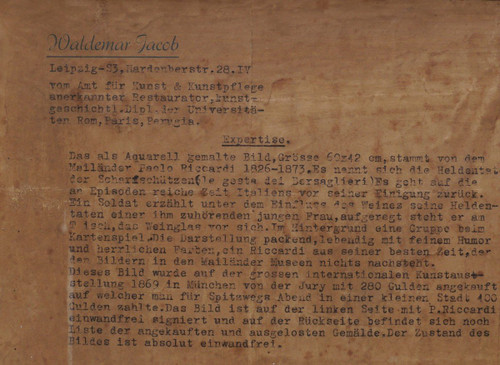 Waldemar Jacob
Leipzig-S3, Hardenberstr. 28.IV
vom Amt für Kunst & Kunstpflege
anerkannter Restaurator, kunst-
geschichtl. Dipl. der Universitä-
ten Rom, Paris, Peregia.
Expertise.
Das als Aquarell gemalte Bild, Grösse 60x42 cm, stammt von dem
Mailänder Paolo Riccardi 1826-1873. Es nannt sich die Heldentat
der Scharfschützen (le gesta dei Bersaglieri) Es geht auf die
an Episoden reiche Zeit Italiens vor seiner Einigung zurück.
Ein Soldat erzählt unter dem Einfluss des Weines seine Helden-
taten einer ihm zuhörenden jungen Frau, aufgeregt steht er am
Tisch, das Weinglas vor sich. Im Hintergrund eine Gruppe beim
Kartenspiel. Die Darstellung packend, lebendig mit feinem Humor
und herrlichen Farben, ein Riccardi aus seiner besten Zeit, der
den Bildern in den Mailänder Museen nichts nachsteht.
Dieses Bild wurde auf der grossen internationalen Kunstaus-
stellung 1869 in München von der Jury mit 280 Gulden angekauft
auf welcher man für Spitzwegs Abend in einer kleinen Stadt 400
Gulden zahlte. Das Bild ist auf der linken Seite mit P. Riccardi
einwandfrei signiert und auf der Rückseite befindet sich noch
Liste der angekauften und ausgelosten Gemälde. Der Zustand des
Bildes ist absolut einwandfrei.